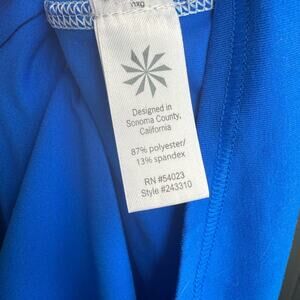 Designed in
Sonoma County,
California
87% polyester/
13% spandex
RN #54023
Style #243310